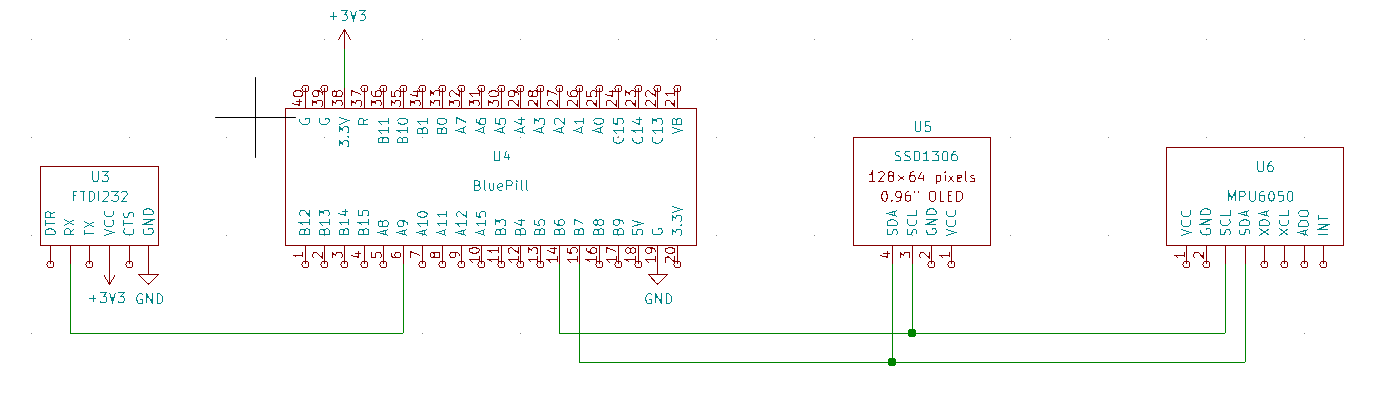 +3V3
40 39 38 37 36 35 34 33 32 31 30 29 28 27 26 25 24 23 22 21
G G 3.3V R B11 B10 B1 B0 A7 A6 A5 A4 A3 A2 A1 A0 C15 C14 C13 VB
U4
BluePill
B12 B13 B14 B15 A8 A9 A10 A11 A12 A15 B3 B4 B5 B6 B7 B8 B9 5V G 3.3V
1 2 3 4 5 6 7 8 9 10 11 12 13 14 15 16 17 18 19 20
GND
U3
FTDI232
DTR RX TX VCC CTS GND
+3V3 GND
U5
SSD1306
128x64 pixels
0.96" OLED
SDA SCL GND VCC
4 3 2 1
U6
MPU6050
VCC GND SCL SDA XDA XCL ADO INT
1 2